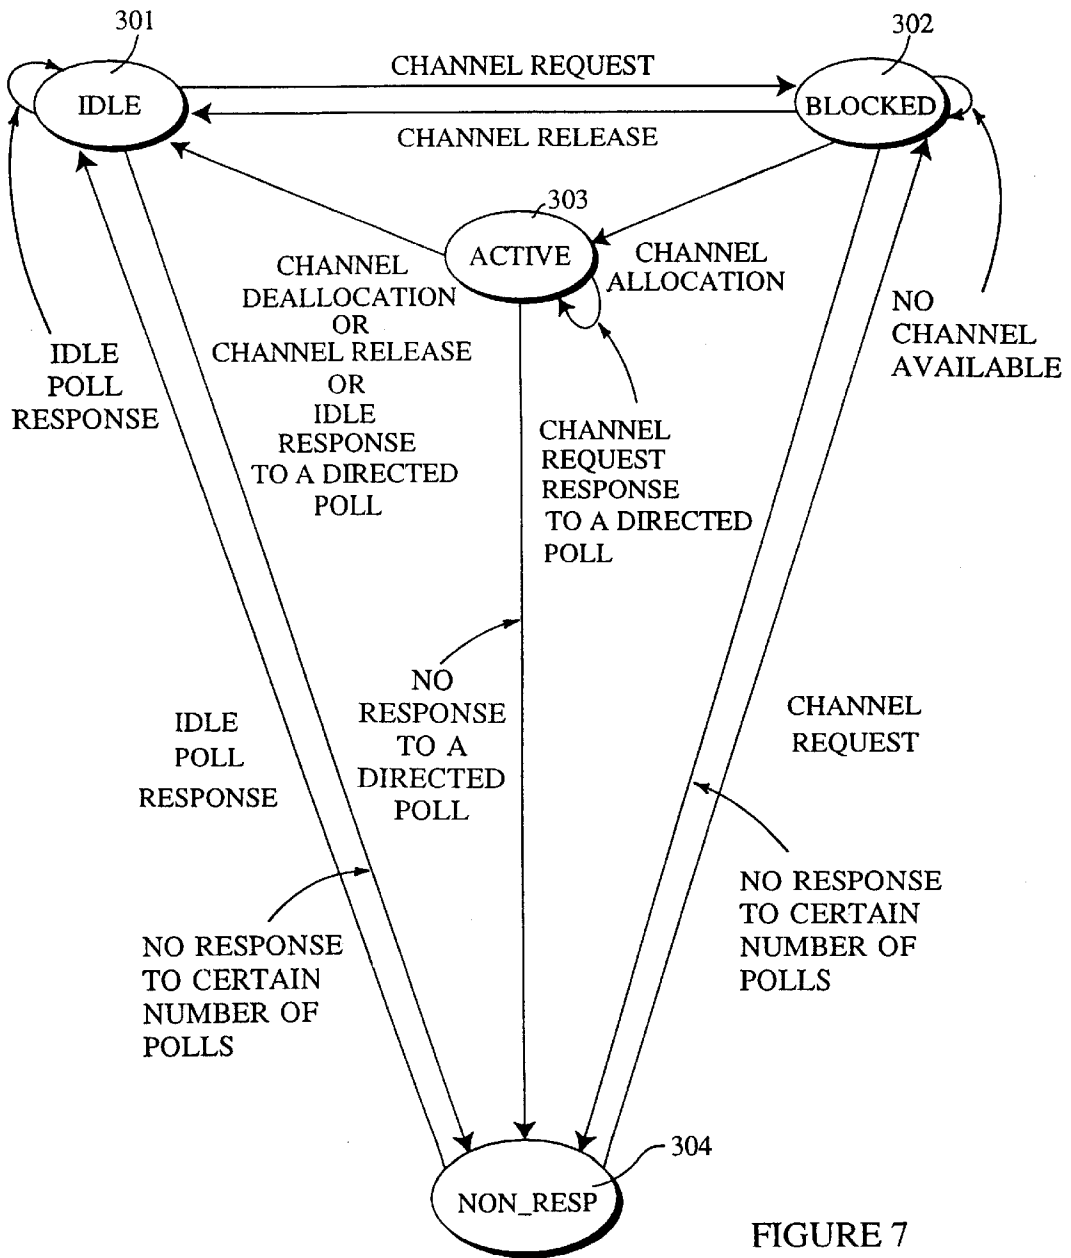 301
302
CHANNEL REQUEST
IDLE
BLOCKED
CHANNEL RELEASE
303
ACTIVE
CHANNEL
DEALLOCATION
OR
CHANNEL RELEASE
OR
IDLE
RESPONSE
TO A DIRECTED
POLL
CHANNEL
ALLOCATION
NO
CHANNEL
AVAILABLE
IDLE
POLL
RESPONSE
CHANNEL
REQUEST
RESPONSE
TO A DIRECTED
POLL
NO
RESPONSE
TO A
DIRECTED
POLL
IDLE
POLL
RESPONSE
CHANNEL
REQUEST
NO RESPONSE
TO CERTAIN
NUMBER OF
POLLS
NO RESPONSE
TO CERTAIN
NUMBER OF
POLLS
304
NON_RESP
FIGURE 7